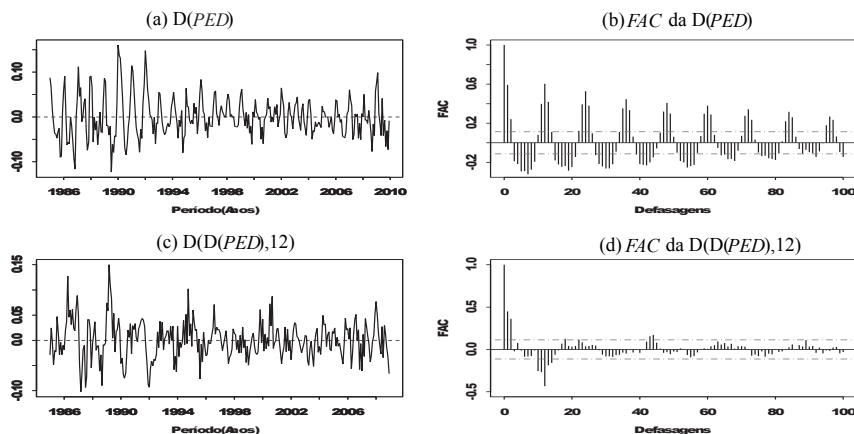 (a) D(PED)
0.10
0.0
-0.10
1986 1990 1994 1998 2002 2006 2010
Período(Anos)
(b) FAC da D(PED)
FAC
1.0
0.6
0.2
-0.2
0 20 40 60 80 100
Defasagens
(c) D(D(PED),12)
0.15
0.05
0.0
-0.10
1986 1990 1994 1998 2002 2006
Período(Anos)
(d) FAC da D(D(PED),12)
FAC
1.0
0.5
0.0
-0.5
0 20 40 60 80 100
Defasagens